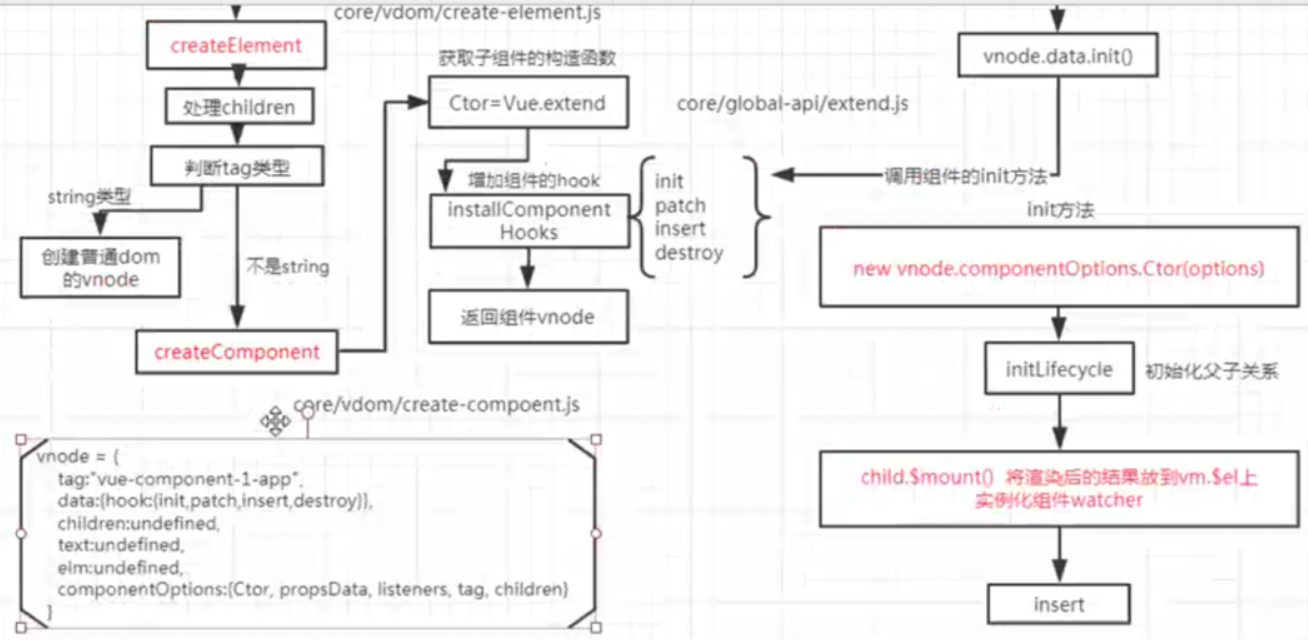 core/vdom/create-element.js
createElement
处理children
判断tag类型
string类型
创建普通dom
的vnode
不是string
createComponent
获取子组件的构造函数
Ctor=Vue.extend
core/global-api/extend.js
增加组件的hook
installComponent
Hooks
init
patch
insert
destroy
返回组件vnode
core/vdom/create-compoent.js
vnode = {
tag:"vue-component-1-app",
data:{hook:{init,patch,insert,destroy}},
children:undefined,
text:undefined,
elm:undefined,
componentOptions:{Ctor, propsData, listeners, tag, children}
}
vnode.data.init()
调用组件的init方法
init方法
new vnode.componentOptions.Ctor(options)
initLifecycle
初始化父子关系
child.$mount() 将渲染后的结果放到vm.$el上
实例化组件watcher
insert